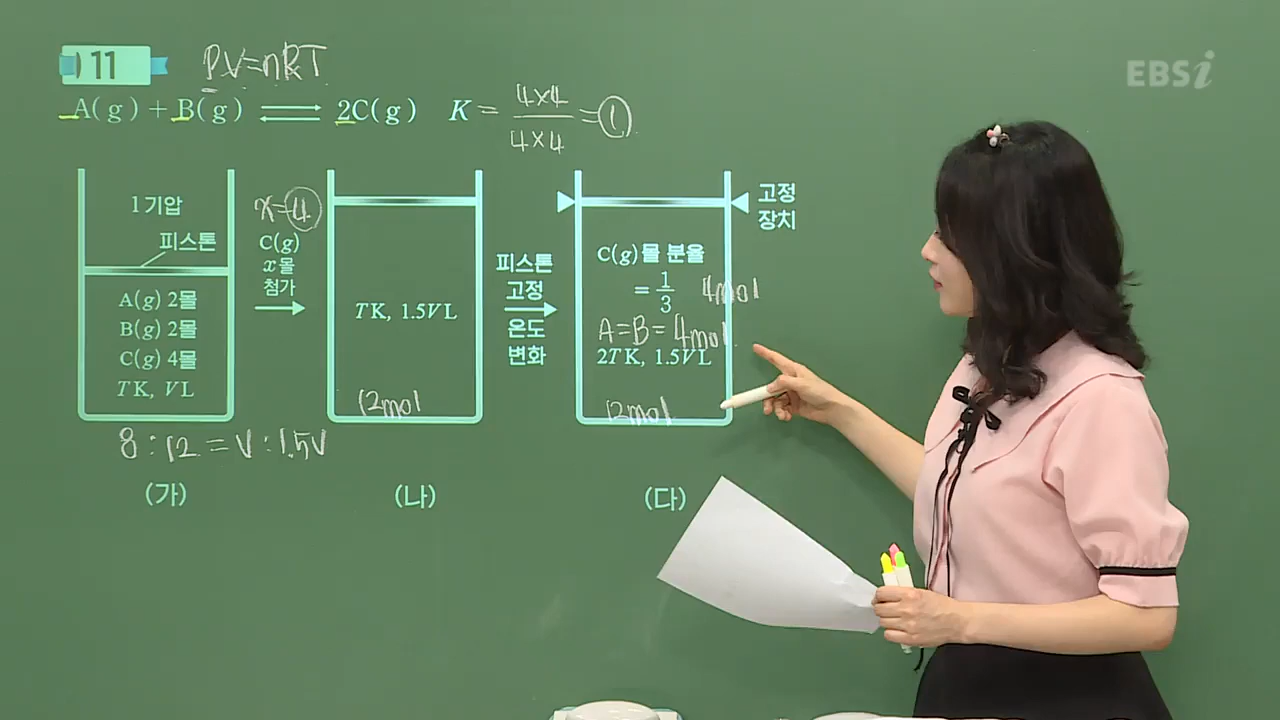 11
PV=nRT
EBSi
A(g)+B(g) ⇌ 2C(g) K = 4×4/4×4 = 1
1기압
피스톤
A(g) 2몰
B(g) 2몰
C(g) 4몰
TK, VL
8 : 12 = V : 1.5V
(가)
x=4
C(g)
x몰
첨가
TK, 1.5VL
12mol
(나)
피스톤
고정
온도
변화
고정
장치
C(g)몰 분율
= 1/3 4mol
A=B=4mol
2TK, 1.5VL
12mol
(다)